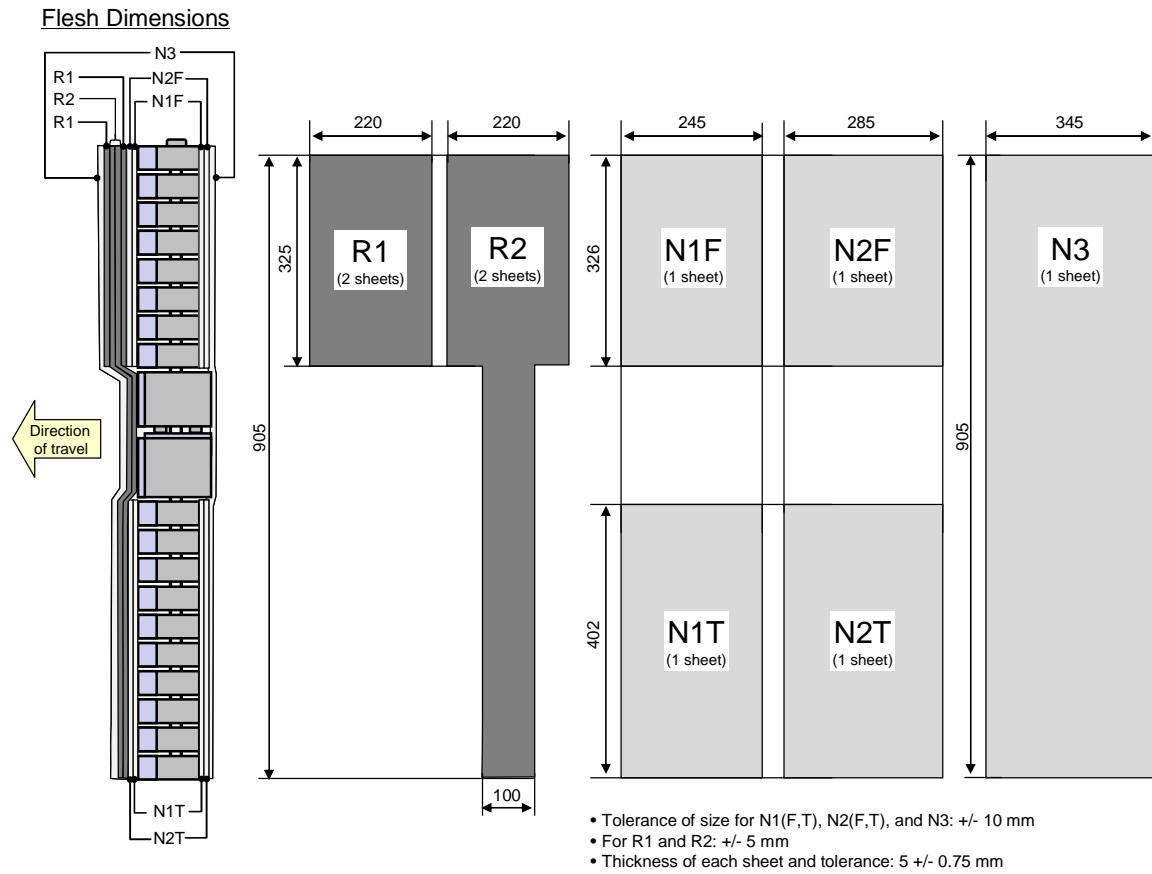 Flesh Dimensions
N3
R1
N2F
R2
N1F
R1
220
220
245
285
345
325
905
326
905
R1
(2 sheets)
R2
(2 sheets)
N1F
(1 sheet)
N2F
(1 sheet)
N3
(1 sheet)
Direction
of travel
402
N1T
(1 sheet)
N2T
(1 sheet)
100
N1T
N2T
• Tolerance of size for N1(F,T), N2(F,T), and N3: +/- 10 mm
• For R1 and R2: +/- 5 mm
• Thickness of each sheet and tolerance: 5 +/- 0.75 mm